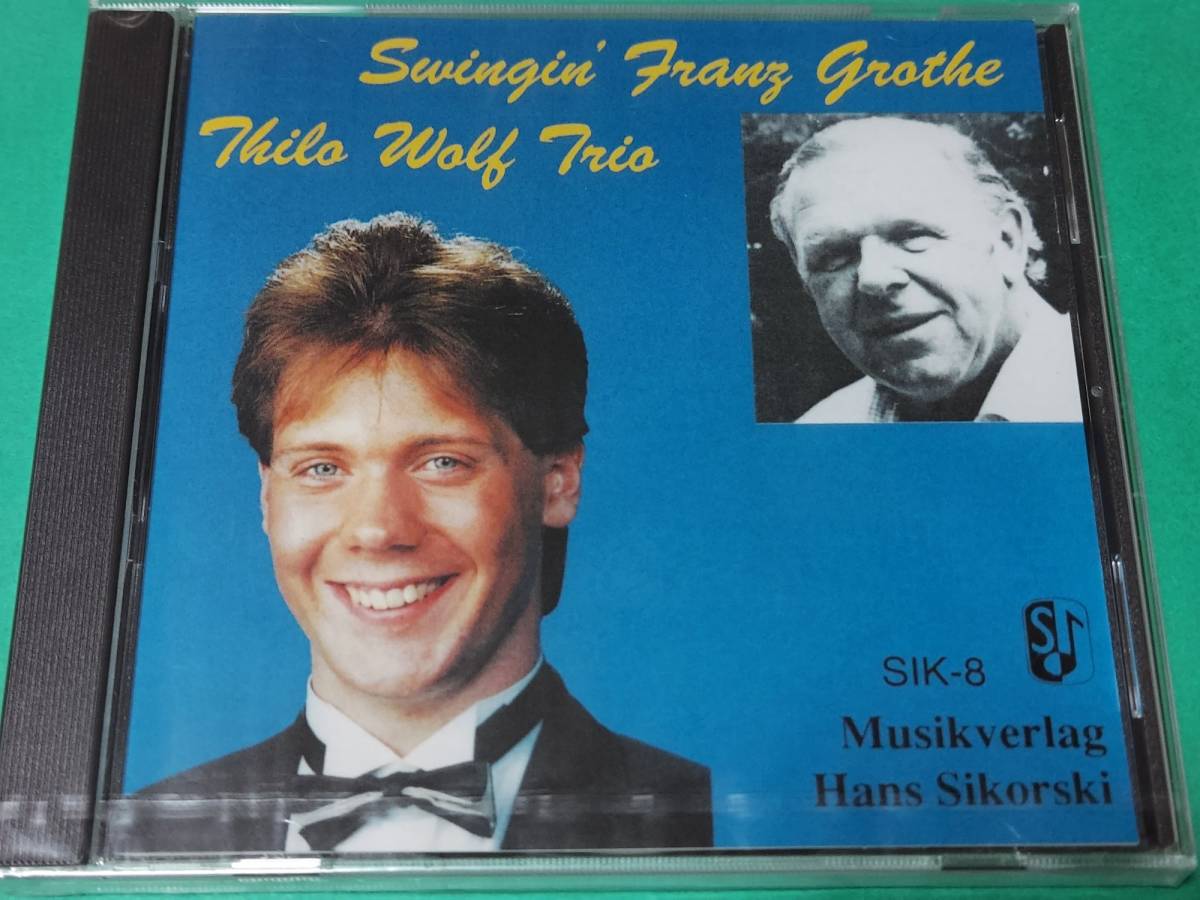 Swingin' Franz Grothe
Thilo Wolf Trio
S
SIK-8
Musikverlag
Hans Sikorski